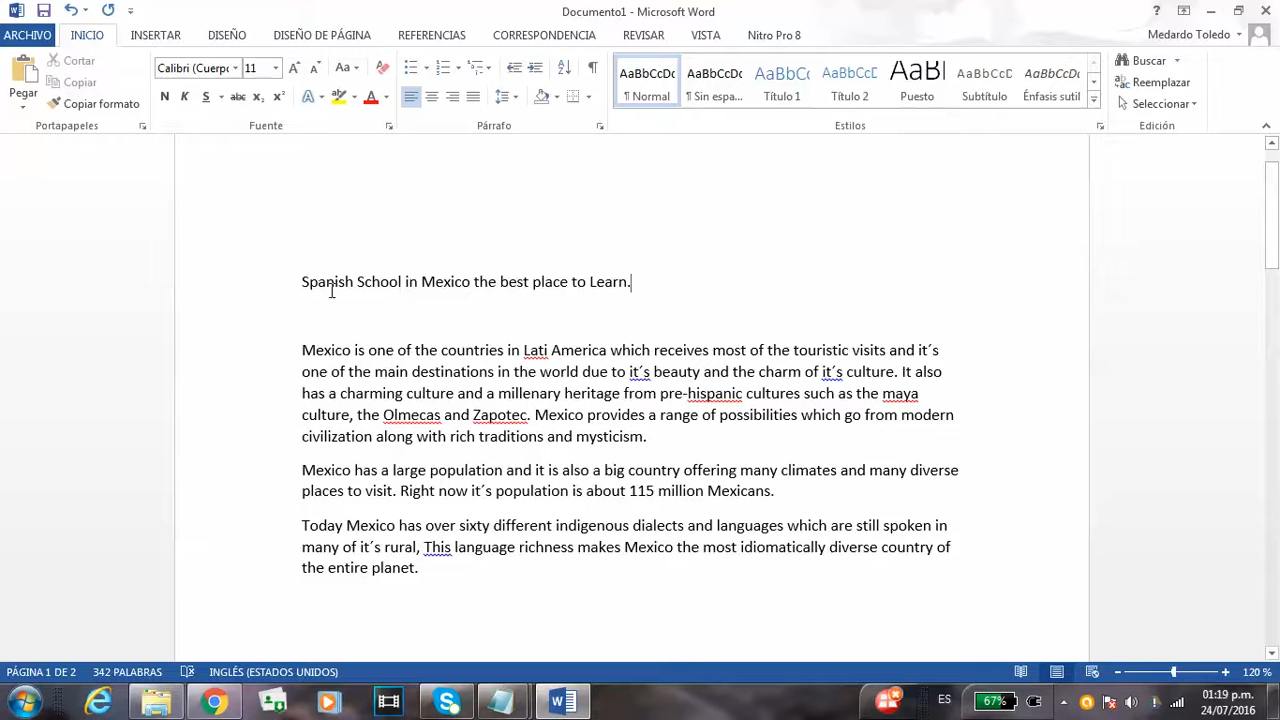 Documento1 - Microsoft Word
ARCHIVO INICIO INSERTAR DISEÑO DISEÑO DE PÁGINA REFERENCIAS CORRESPONDENCIA REVISAR VISTA Nitro Pro 8 Medardo Toledo
Pegar
Cortar
Copiar
Copiar formato
Portapapeles
Calibri (Cuerpo 11
N K S abc x₂ x²
Fuente
Párrafo
AaBbCcDc AaBbCcDc AaBbC AaBbCc AaBl AaBbCcD AaBbCcDc
¶ Normal ¶ Sin espa... Título 1 Título 2 Puesto Subtítulo Énfasis sutil
Estilos
Buscar
Reemplazar
Seleccionar
Edición
Spanish School in Mexico the best place to Learn.
Mexico is one of the countries in Lati America which receives most of the touristic visits and it´s
one of the main destinations in the world due to it´s beauty and the charm of it´s culture. It also
has a charming culture and a millenary heritage from pre-hispanic cultures such as the maya
culture, the Olmecas and Zapotec. Mexico provides a range of possibilities which go from modern
civilization along with rich traditions and mysticism.
Mexico has a large population and it is also a big country offering many climates and many diverse
places to visit. Right now it´s population is about 115 million Mexicans.
Today Mexico has over sixty different indigenous dialects and languages which are still spoken in
many of it´s rural, This language richness makes Mexico the most idiomatically diverse country of
the entire planet.
PÁGINA 1 DE 2 342 PALABRAS INGLÉS (ESTADOS UNIDOS) 120 %
ES 67% 01:19 p.m.
24/07/2016